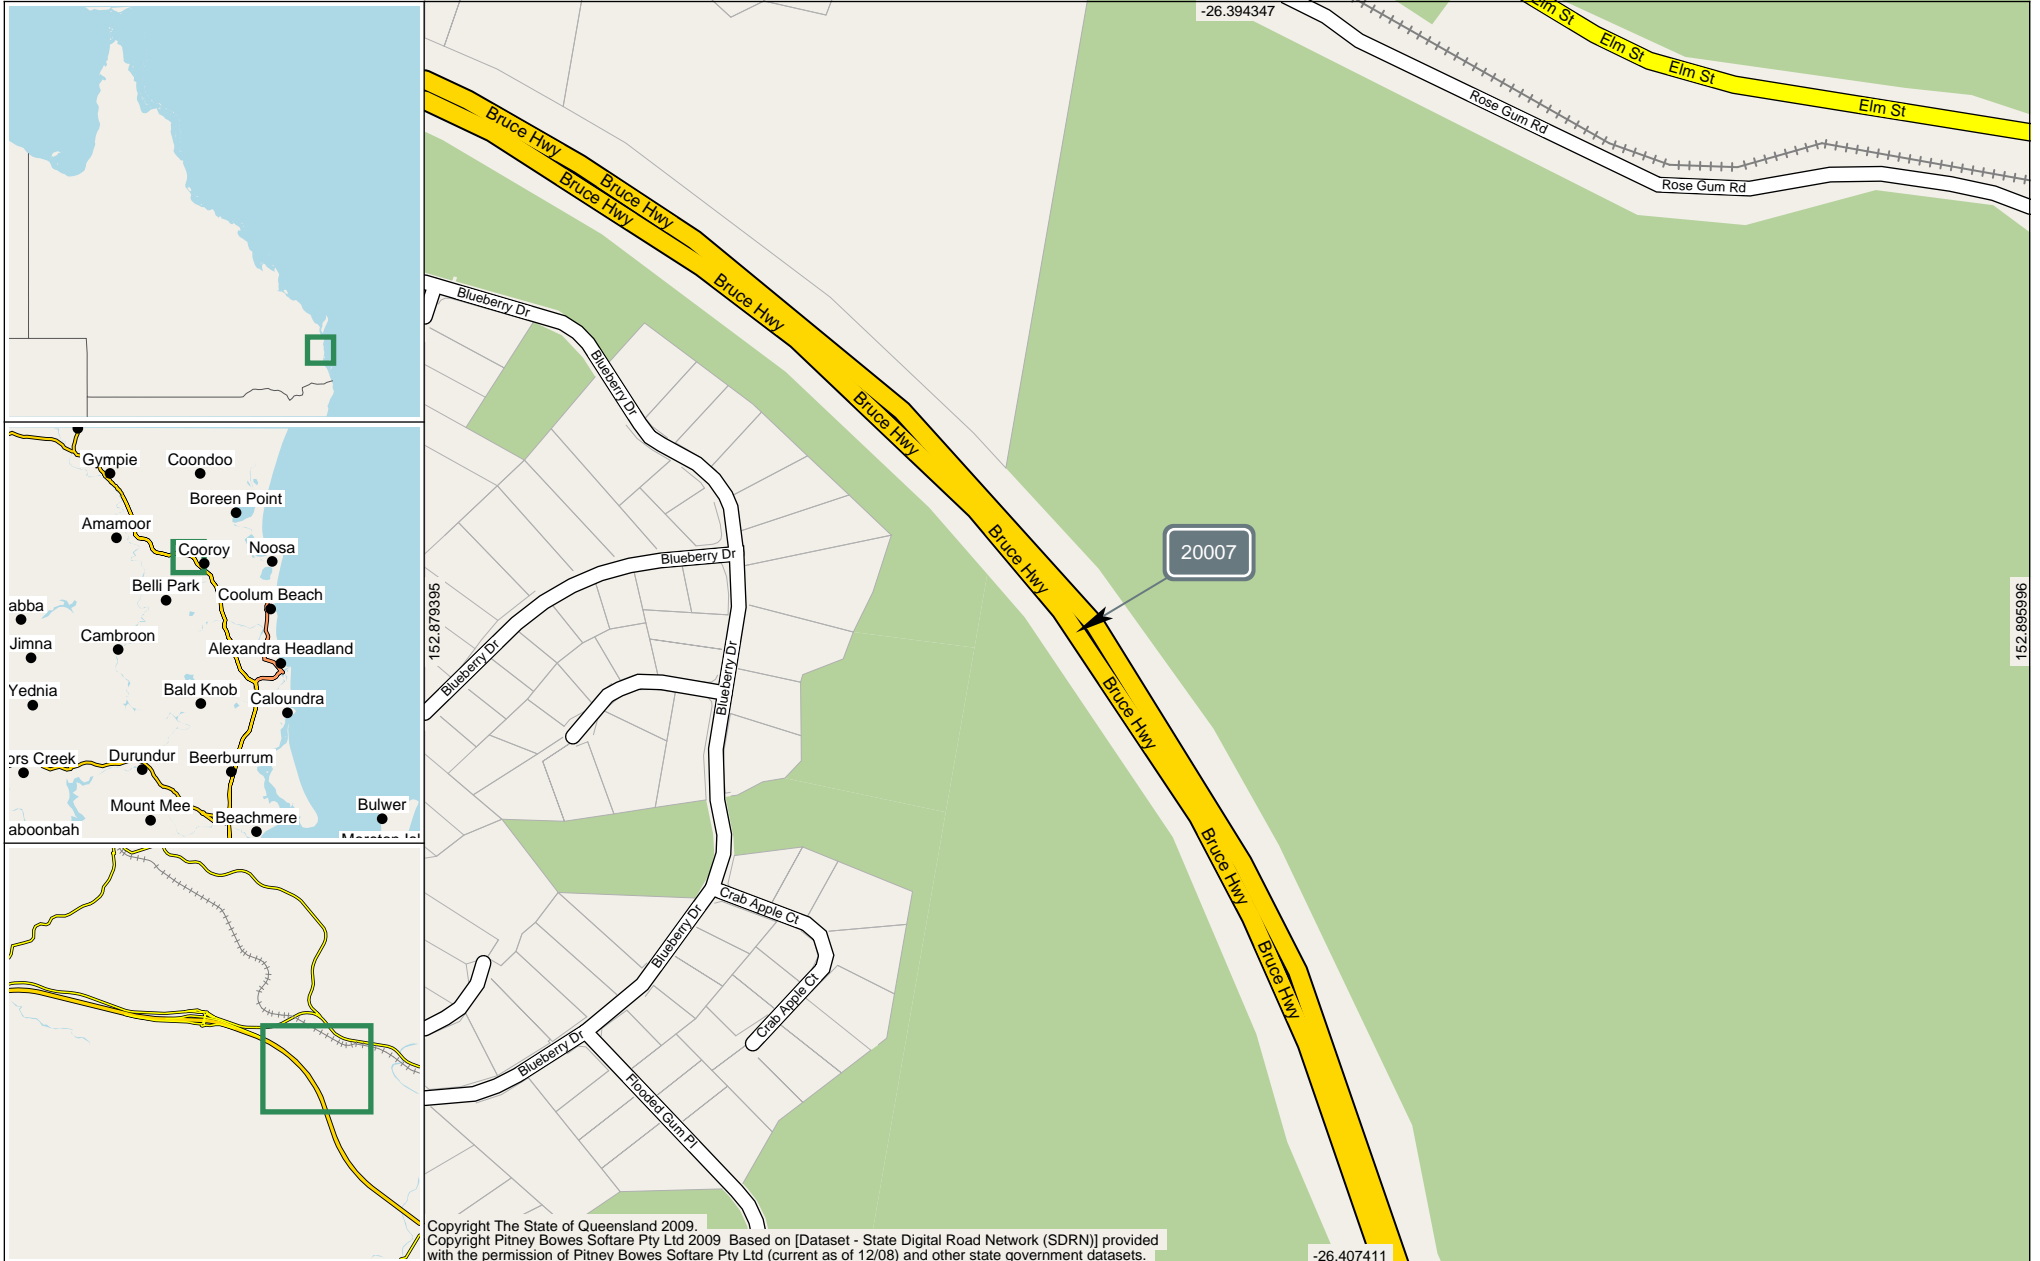 -26.394347
Elm St
Elm St
Elm St
Elm St
Rose Gum Rd
Rose Gum Rd
Bruce Hwy
Bruce Hwy
Bruce Hwy
Bruce Hwy
Bruce Hwy
Bruce Hwy
Bruce Hwy
Bruce Hwy
Bruce Hwy
20007
152.879395
152.895996
Blueberry Dr
Blueberry Dr
Blueberry Dr
Blueberry Dr
Blueberry Dr
Blueberry Dr
Blueberry Dr
Crab Apple Ct
Crab Apple Ct
Flooded Gum Pl
Gympie
Coondoo
Boreen Point
Amamoor
Cooroy
Noosa
Belli Park
Coolum Beach
abba
Jimna
Cambroon
Alexandra Headland
Yednia
Bald Knob
Caloundra
ors Creek
Durundur
Beerburrum
Mount Mee
Bulwer
Beachmere
aboonbah
Copyright The State of Queensland 2009.
Copyright Pitney Bowes Softare Pty Ltd 2009 Based on [Dataset - State Digital Road Network (SDRN)] provided
with the permission of Pitney Bowes Softare Pty Ltd (current as of 12/08) and other state government datasets.
-26.407411